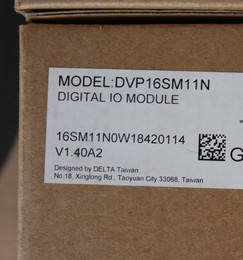 MODEL:DVP16SM11N
DIGITAL IO MODULE
16SM11N0W18420114
V1.40A2
G
Designed by DELTA Taiwan
No.18, Xinglong Rd., Taoyuan City 33068, Taiwan